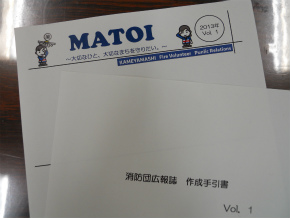 MATOI
～大切なひと、大切なまちを守りたい。～
2013年
Vol. 1
KAMEYAMASHI Fire Volunteer Public Relations
消防団広報誌 作成手引書
Vol. 1